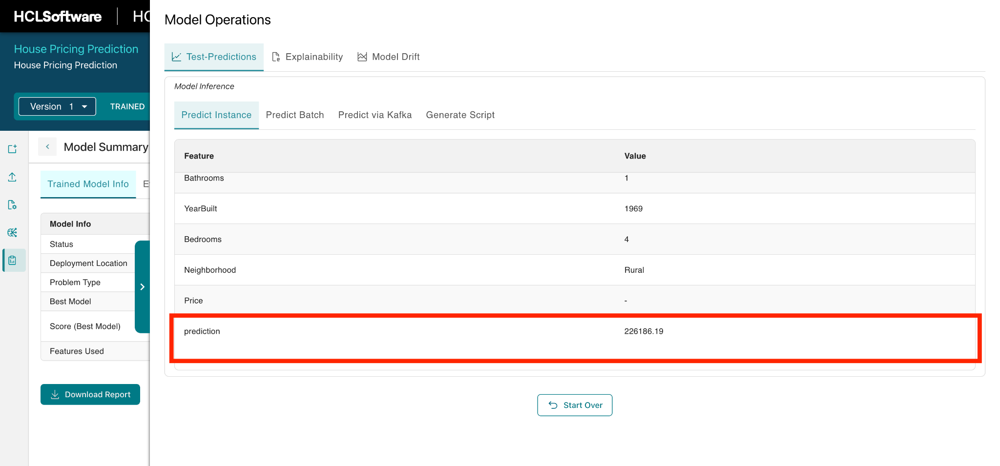 HCLSoftware
HC
House Pricing Prediction
House Pricing Prediction
Version 1
TRAINED
Model Summary
Trained Model Info
E
Model Info
Status
Deployment Location
Problem Type
Best Model
Score (Best Model)
Features Used
Download Report
Model Operations
Test-Predictions Explainability Model Drift
Model Inference
Predict Instance Predict Batch Predict via Kafka Generate Script
Feature Value
Bathrooms 1
YearBuilt 1969
Bedrooms 4
Neighborhood Rural
Price -
prediction 226186.19
Start Over